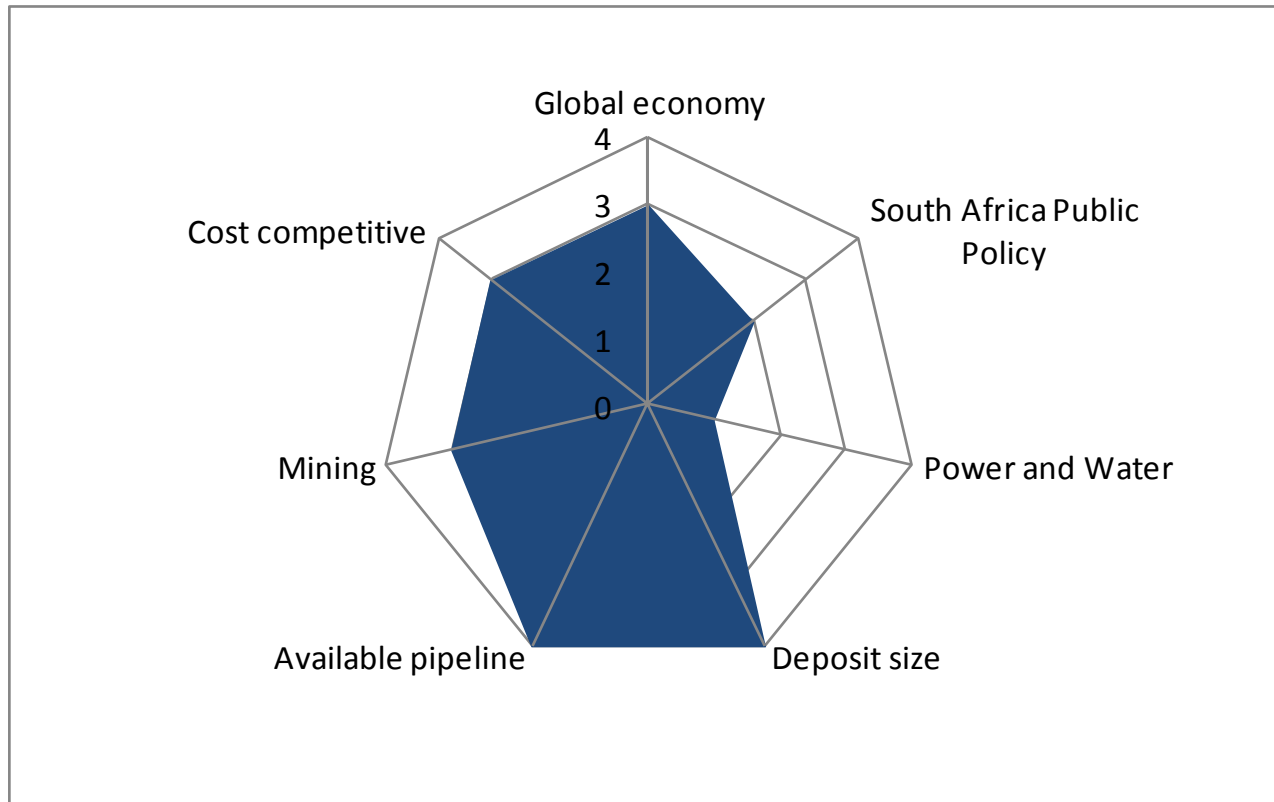 Global economy
4
3
2
1
0
South Africa Public
Policy
Power and Water
Deposit size
Available pipeline
Mining
Cost competitive